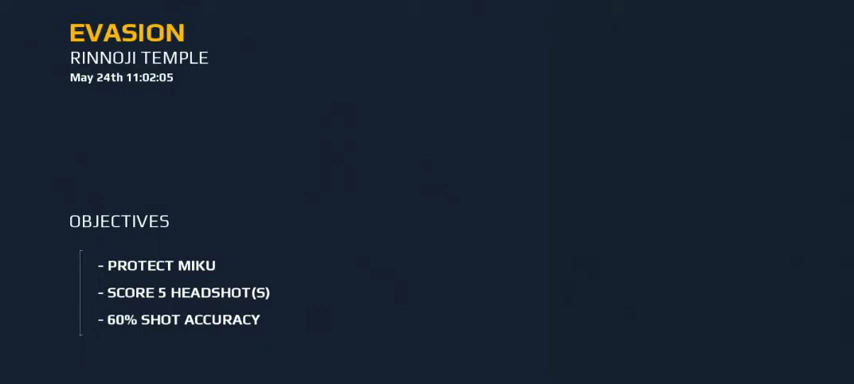 EVASION
RINNOJI TEMPLE
May 24th 11:02:05
OBJECTIVES
- PROTECT MIKU
- SCORE 5 HEADSHOT(S)
- 60% SHOT ACCURACY